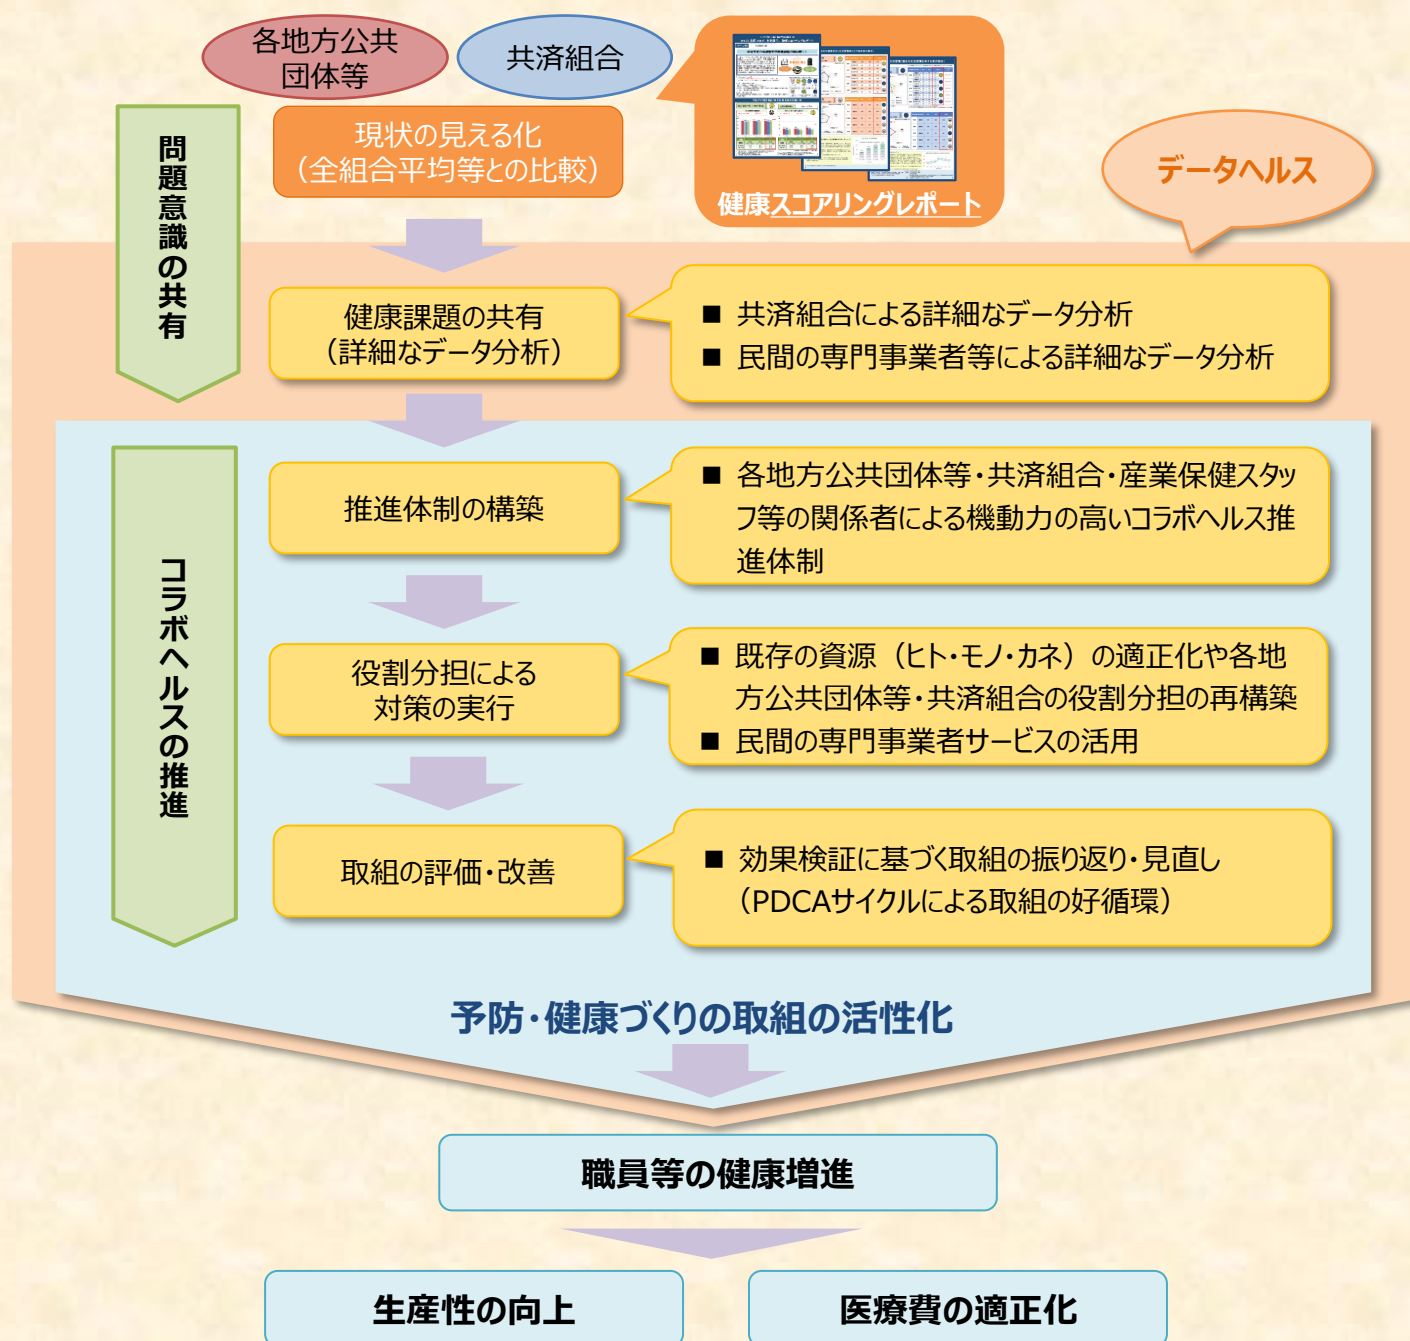 各地方公共
団体等
共済組合
現状の見える化
（全組合平均等との比較）
健康スコアリングレポート
データヘルス
問題意識の共有
健康課題の共有
（詳細なデータ分析）
■ 共済組合による詳細なデータ分析
■ 民間の専門事業者等による詳細なデータ分析
コラボヘルスの推進
推進体制の構築
■ 各地方公共団体等・共済組合・産業保健スタッ
フ等の関係者による機動力の高いコラボヘルス推
進体制
役割分担による
対策の実行
■ 既存の資源（ヒト・モノ・カネ）の適正化や各地
方公共団体等・共済組合の役割分担の再構築
■ 民間の専門事業者サービスの活用
取組の評価・改善
■ 効果検証に基づく取組の振り返り・見直し
（PDCAサイクルによる取組の好循環）
予防・健康づくりの取組の活性化
職員等の健康増進
生産性の向上
医療費の適正化